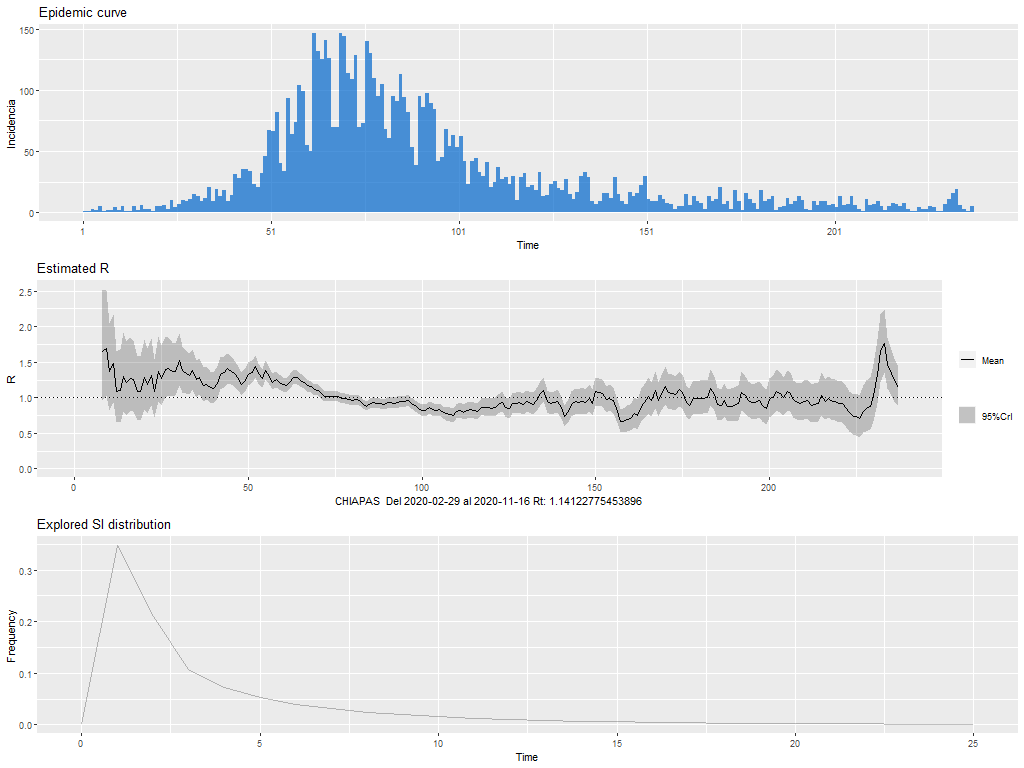 Epidemic curve
150
100
50
0
Incidencia
1
51
101
151
201
Time
Estimated R
2.5
2.0
1.5
1.0
0.5
0.0
R
Mean
95%CrI
0
50
100
150
200
CHIAPAS Del 2020-02-29 al 2020-11-16 Rt: 1.14122775453896
Explored SI distribution
0.3
0.2
0.1
0.0
Frequency
0
5
10
15
20
25
Time